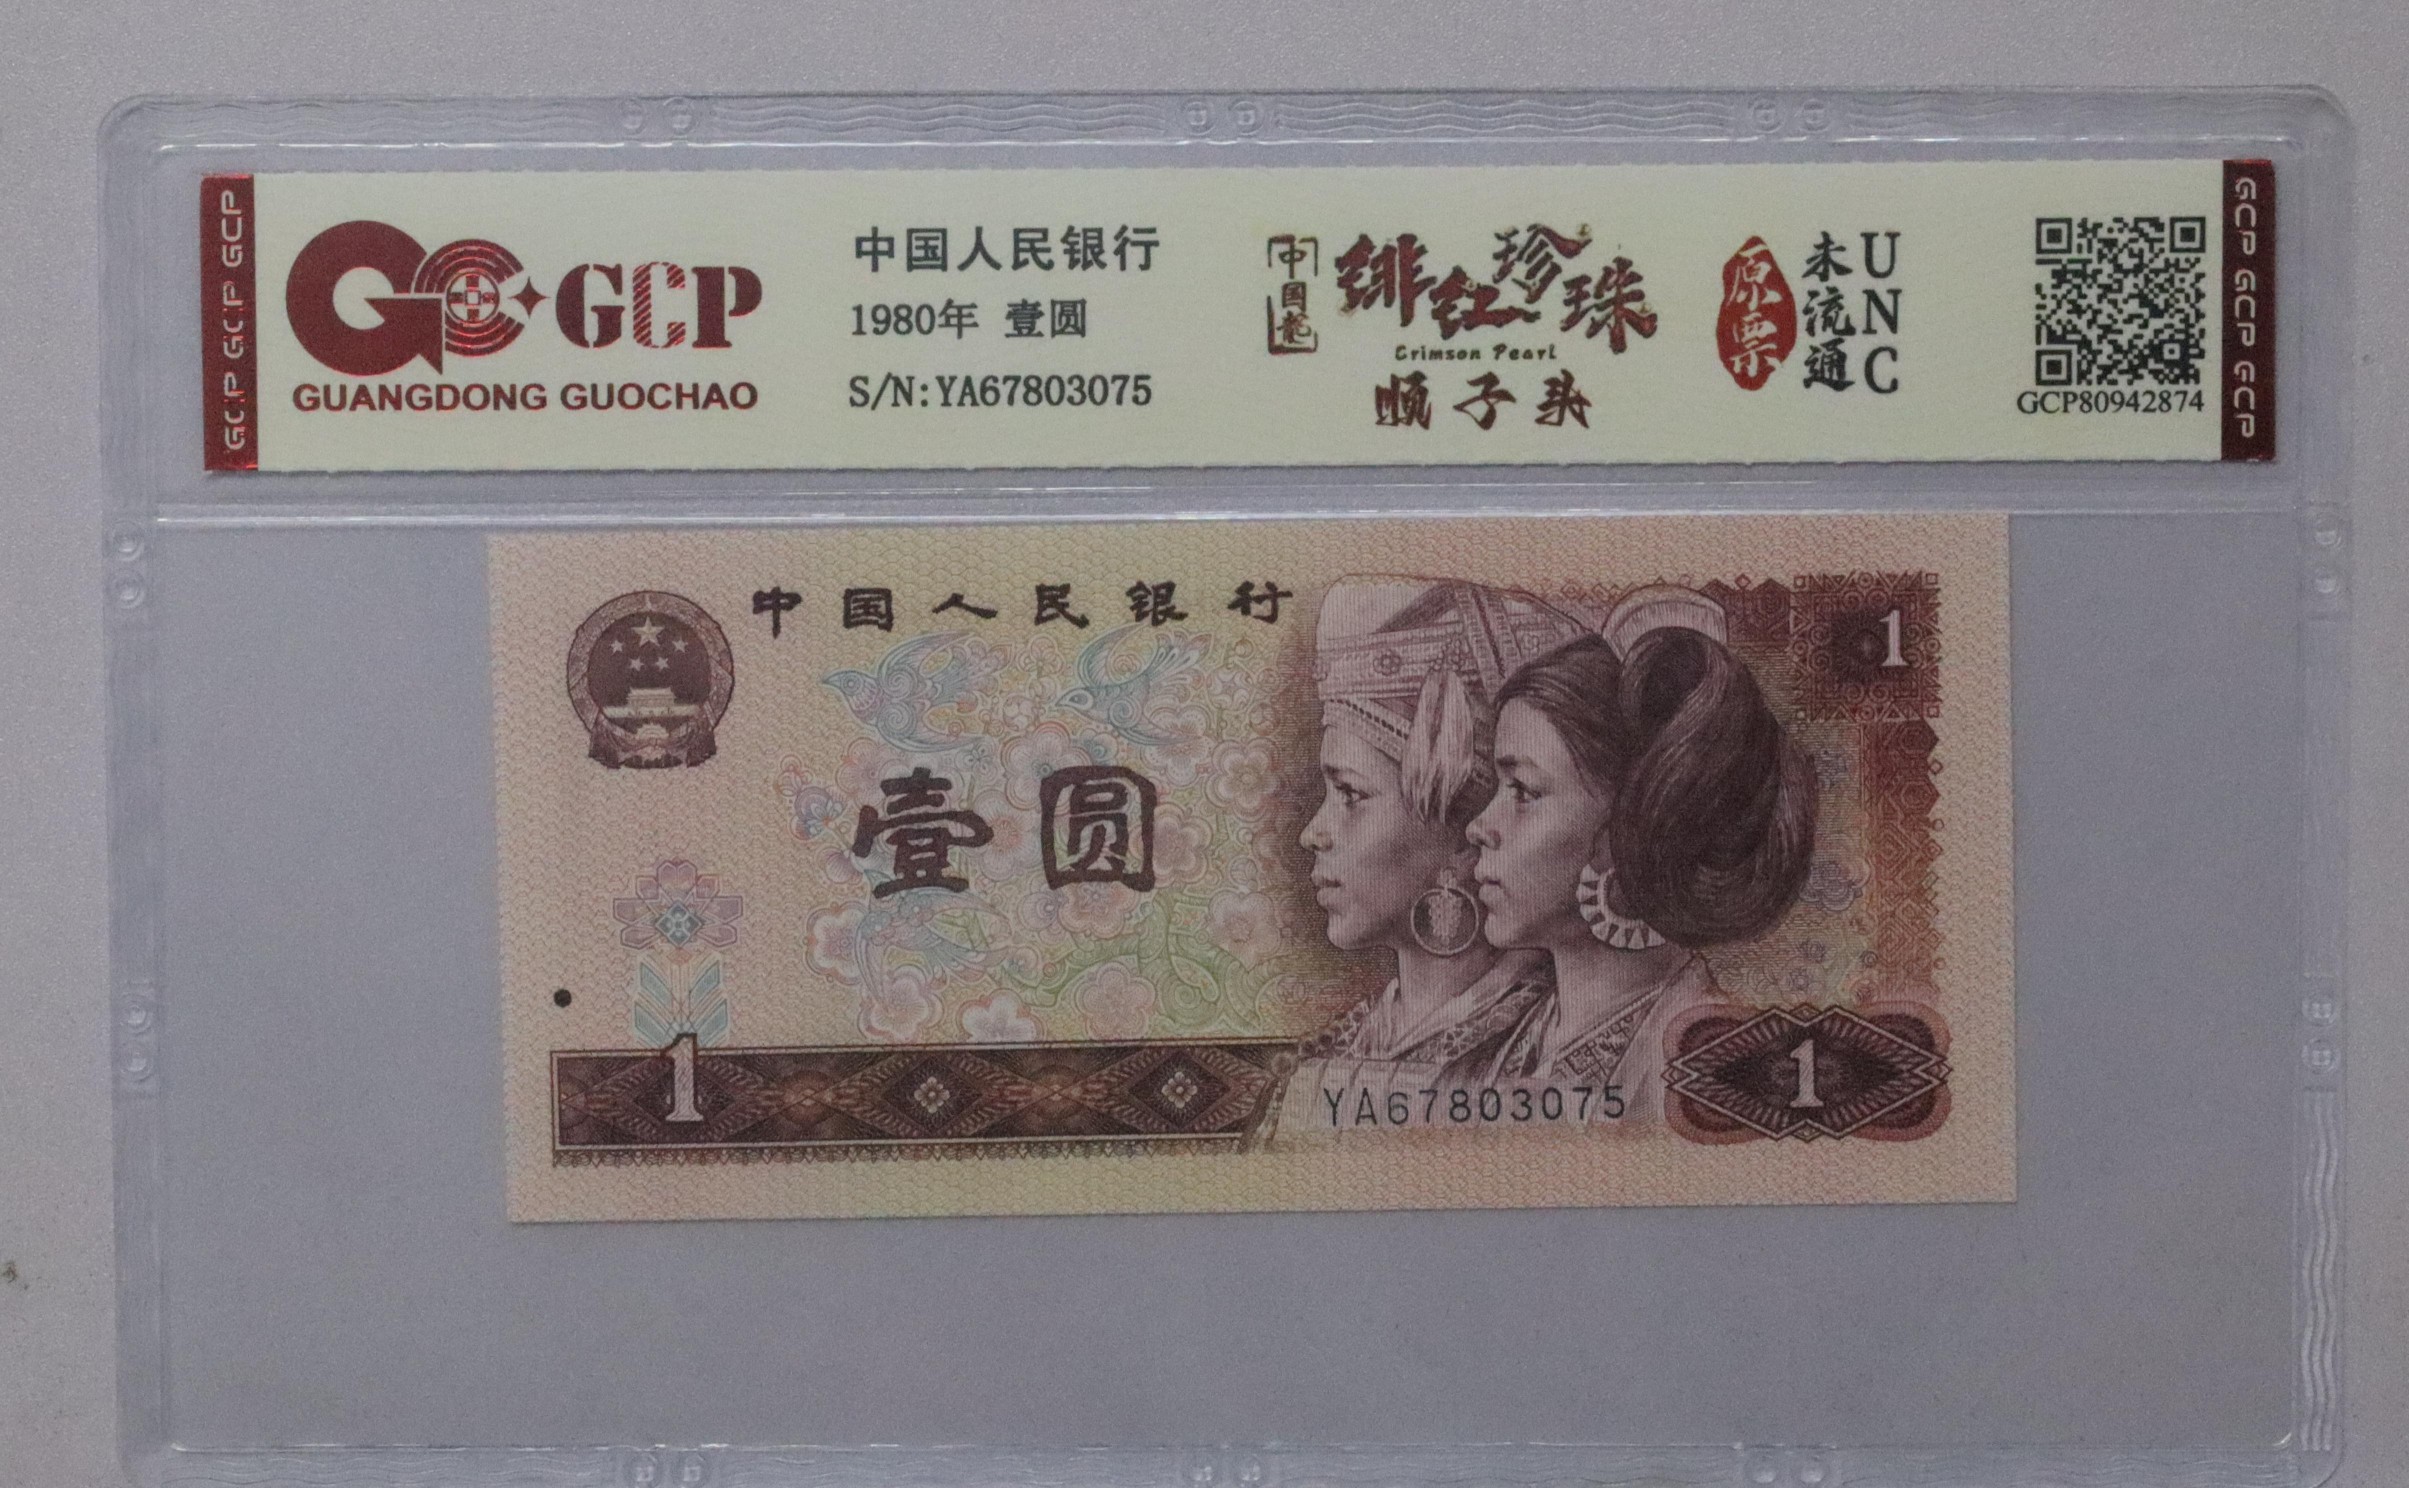 GCP GCP GCP
GCP
GUANGDONG GUOCHAO
中国人民银行
1980年 壹圆
S/N:YA67803075
中国龙
绯红珍珠
Crimson Pearl
顺子头
原票
未流通
UNC
GCP80942874
GCP GCP GCP
中国人民银行
1
壹圆
1
1
YA67803075